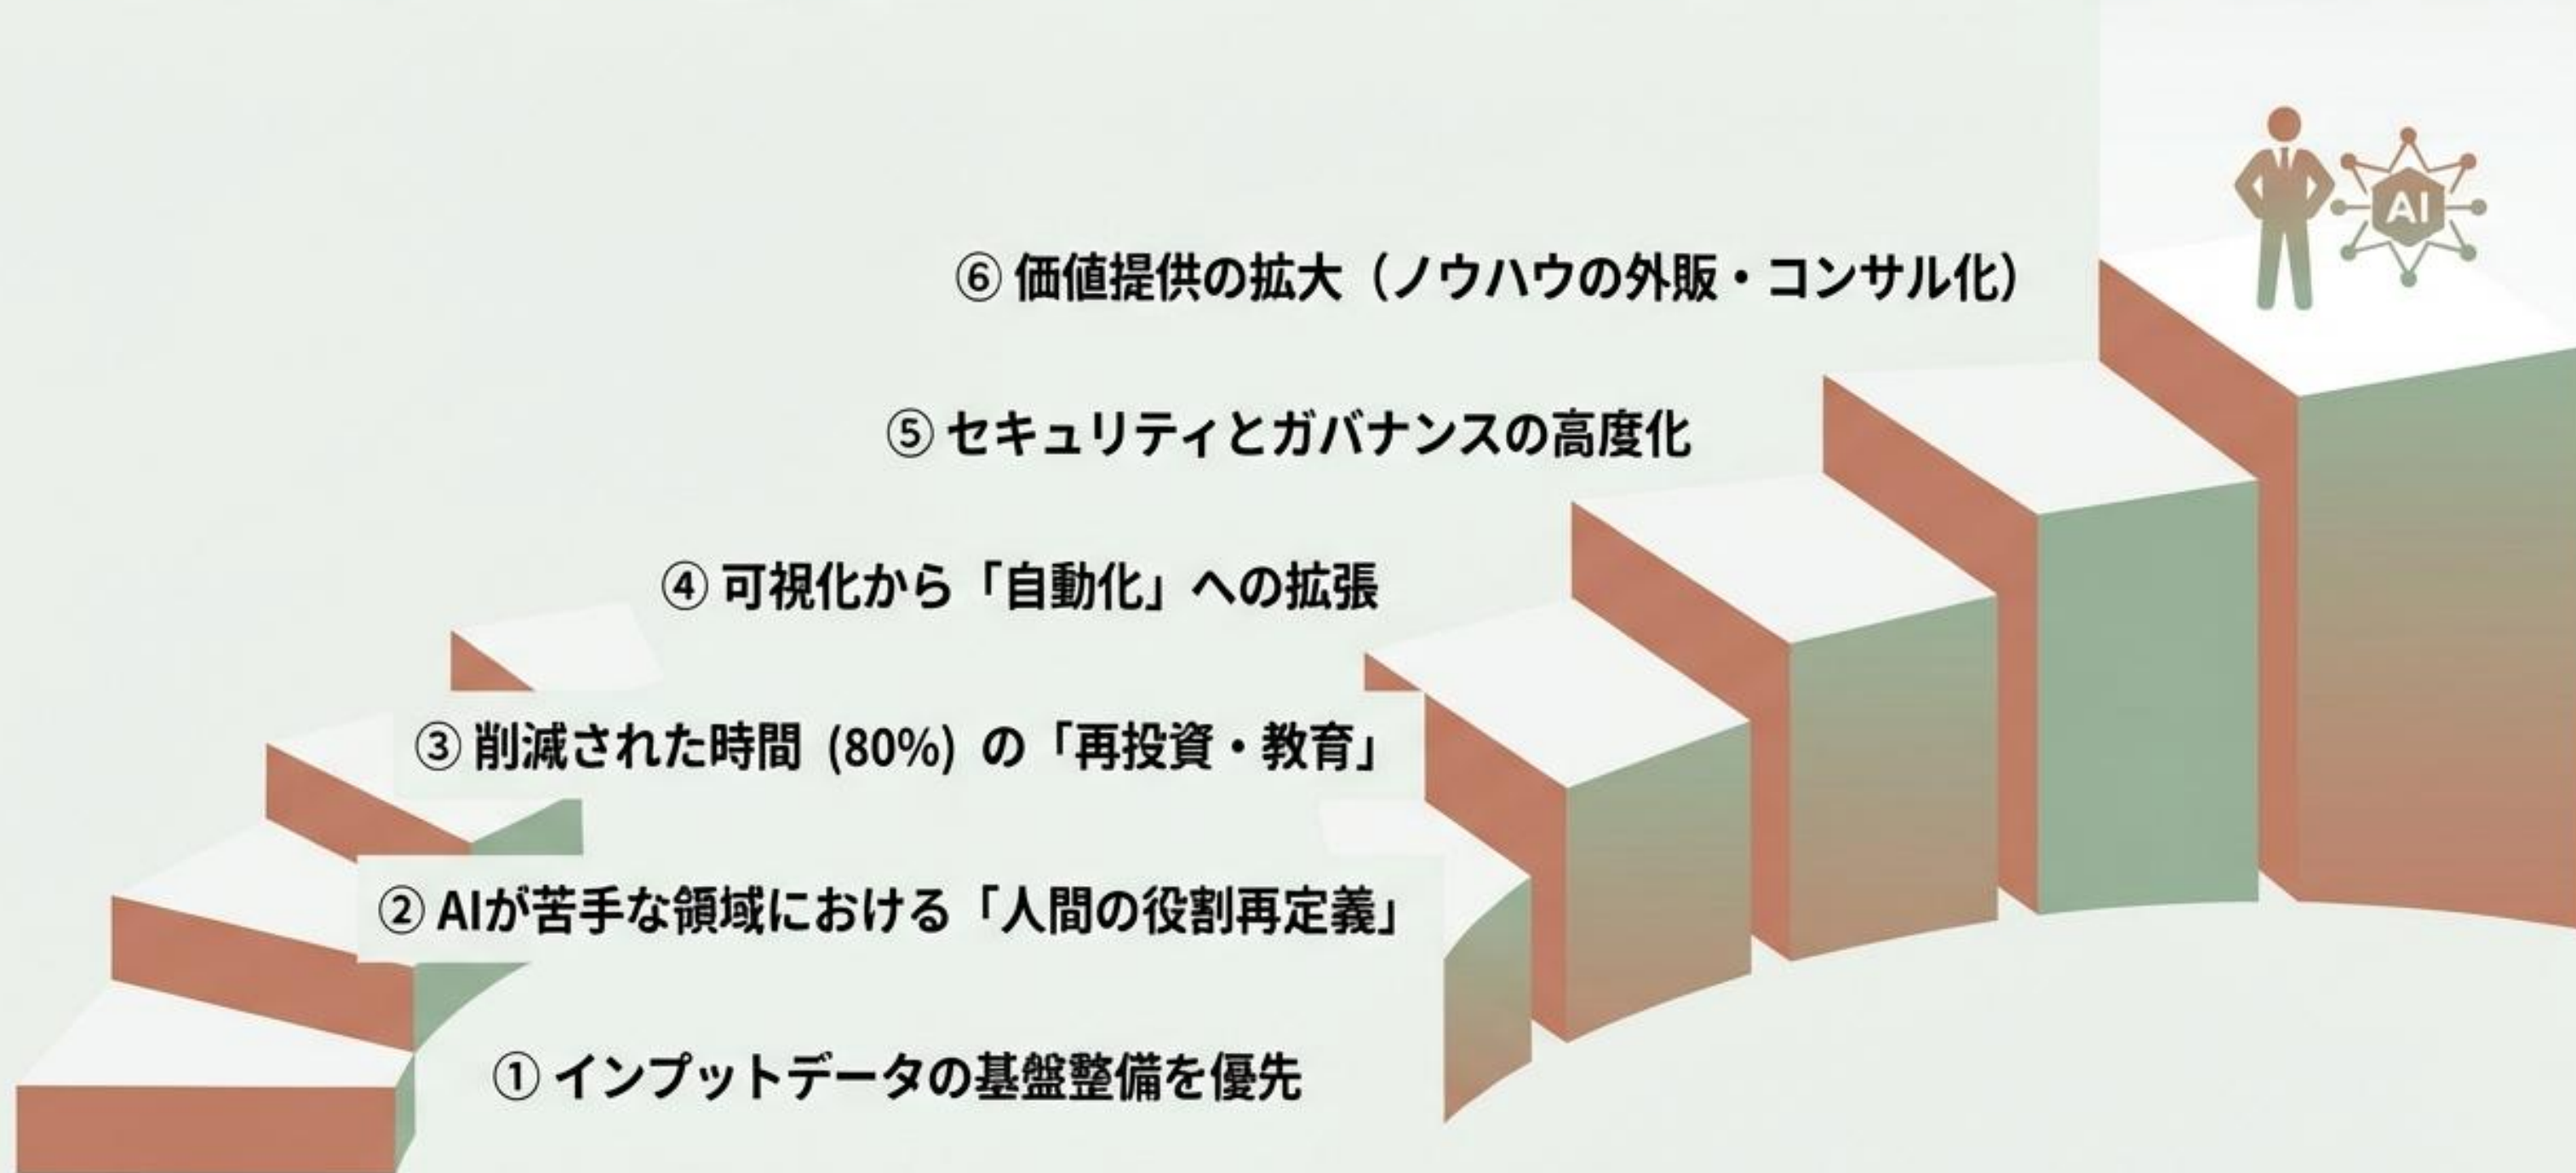 ⑥ 価値提供の拡大（ノウハウの外販・コンサル化）
AI
⑤ セキュリティとガバナンスの高度化
④ 可視化から「自動化」への拡張
③ 削減された時間 (80%) の「再投資・教育」
② AIが苦手な領域における「人間の役割再定義」
① インプットデータの基盤整備を優先